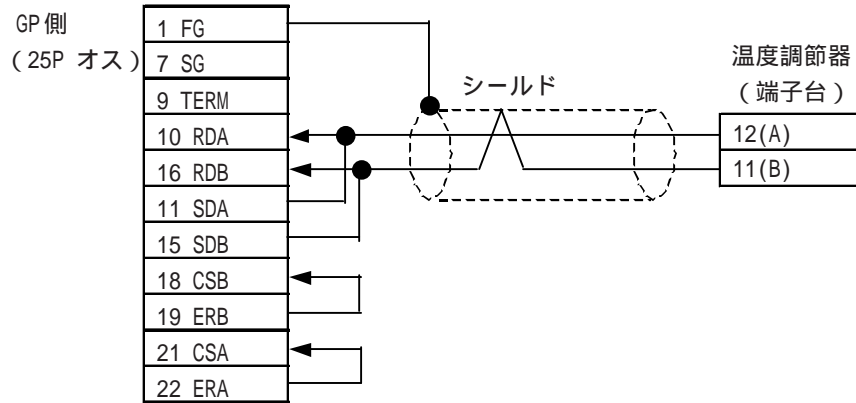 GP側
(25P オス)
1 FG
7 SG
9 TERM
10 RDA
16 RDB
11 SDA
15 SDB
18 CSB
19 ERB
21 CSA
22 ERA
シールド
温度調節器
(端子台)
12(A)
11(B)